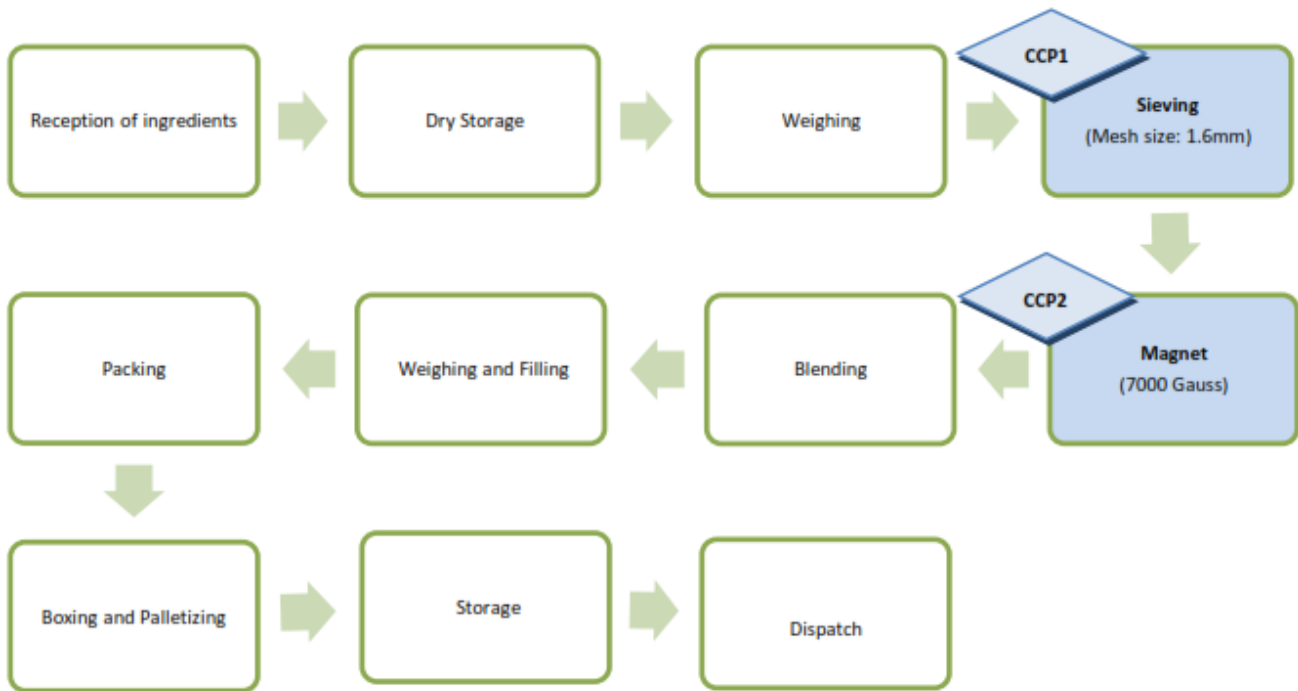 Reception of ingredients
Dry Storage
Weighing
CCP1
Sieving
(Mesh size: 1.6mm)
CCP2
Magnet
(7000 Gauss)
Blending
Weighing and Filling
Packing
Boxing and Palletizing
Storage
Dispatch